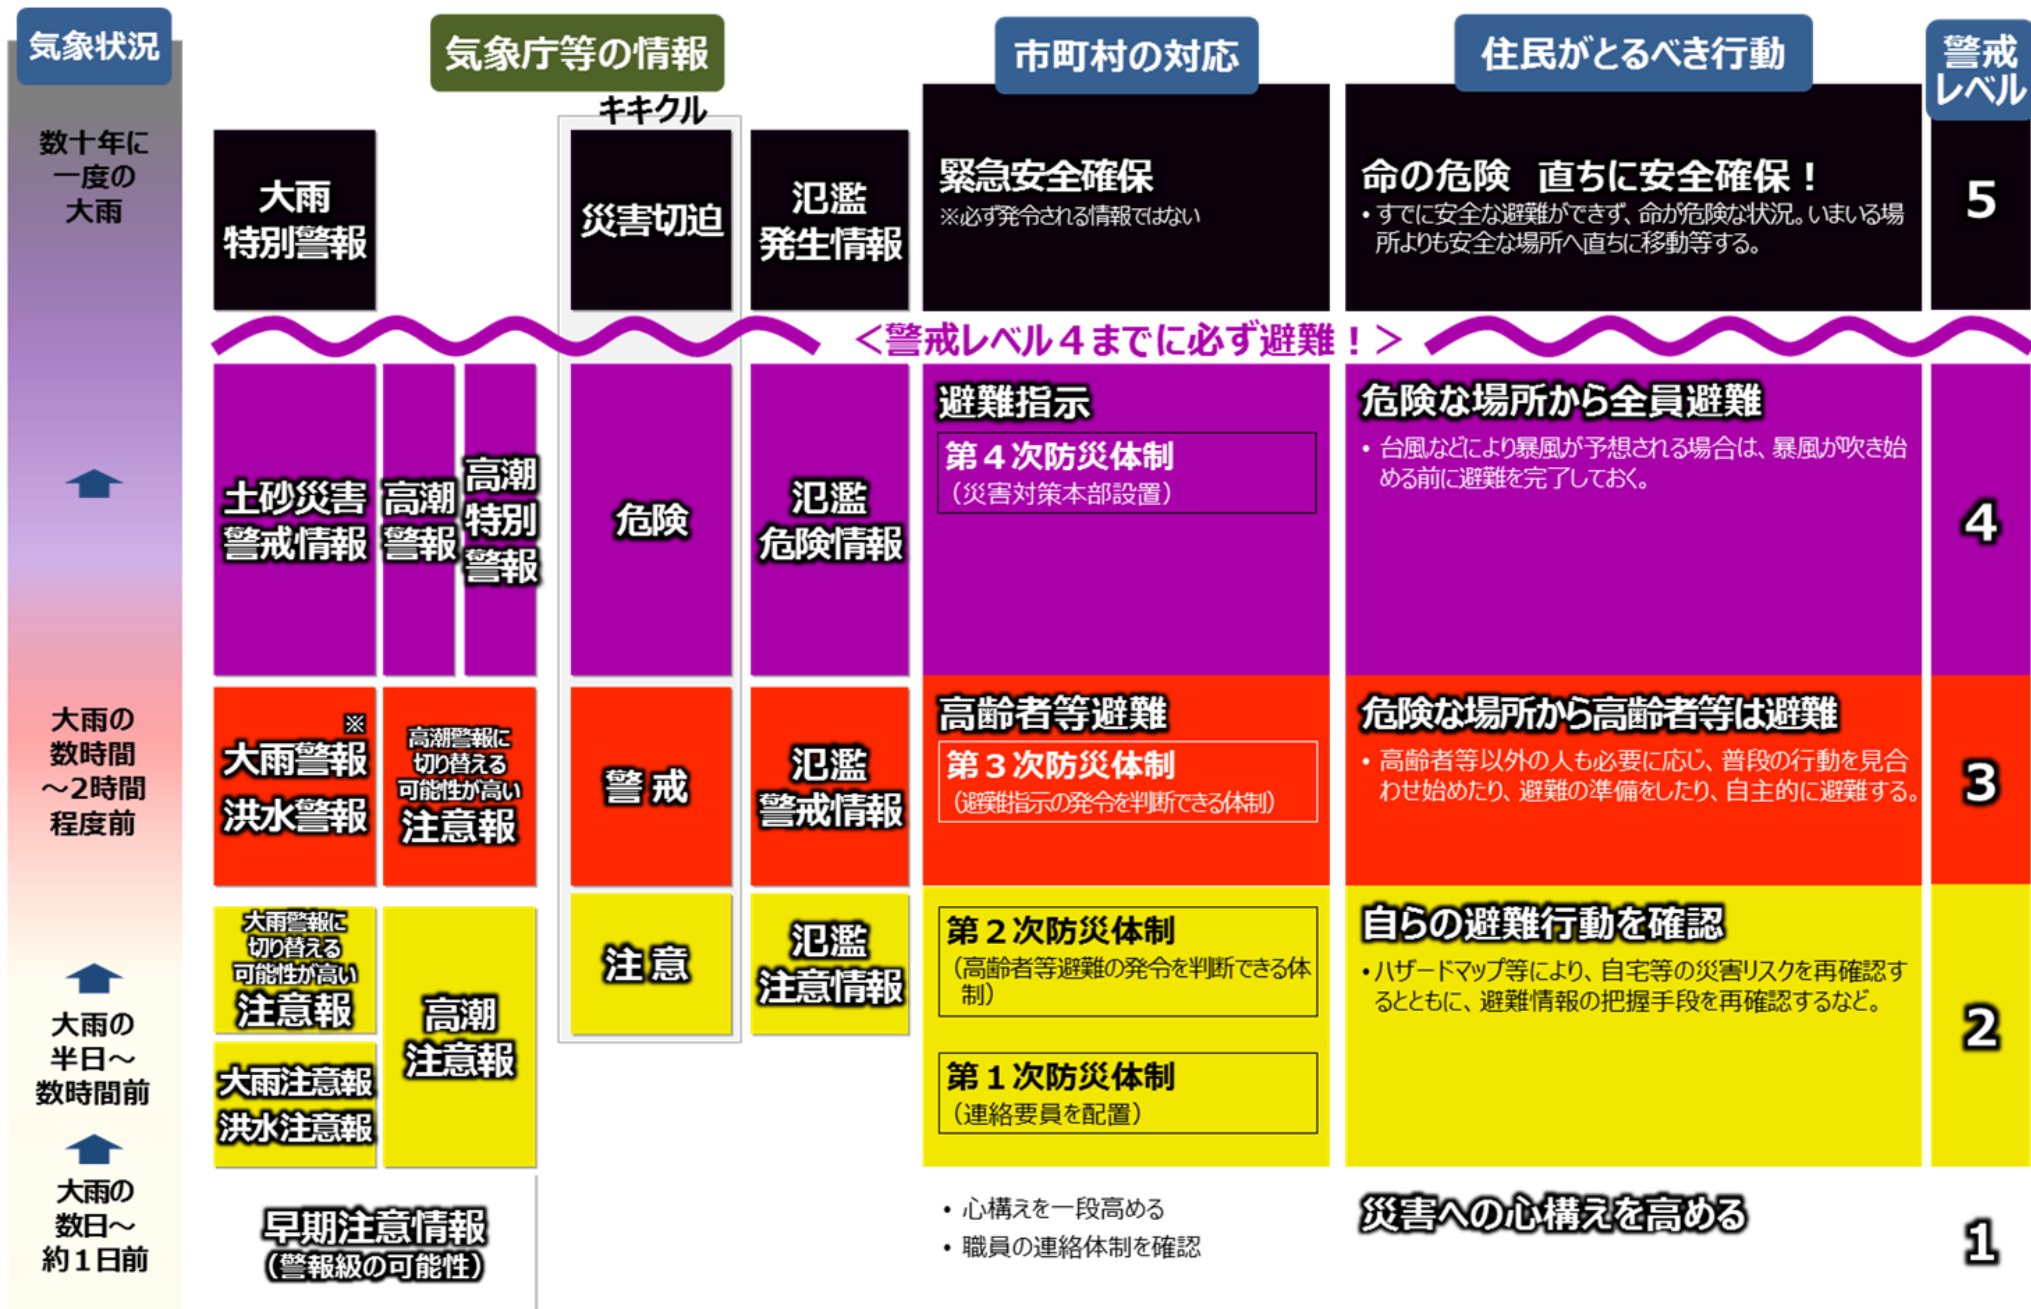 気象状況
気象庁等の情報
市町村の対応
住民がとるべき行動
警戒
レベル
キキクル
数十年に
一度の
大雨
大雨
特別警報
災害切迫
氾濫
発生情報
緊急安全確保
※必ず発令される情報ではない
命の危険 直ちに安全確保！
・すでに安全な避難ができず、命が危険な状況。いまいる場
所よりも安全な場所へ直ちに移動等する。
5
＜警戒レベル４までに必ず避難！＞
土砂災害
警戒情報
高潮
警報
高潮
特別
警報
危険
氾濫
危険情報
避難指示
第４次防災体制
（災害対策本部設置）
危険な場所から全員避難
・台風などにより暴風が予想される場合は、暴風が吹き始
める前に避難を完了しておく。
4
大雨の
数時間
～2時間
程度前
※
大雨警報
洪水警報
高潮警報に
切り替える
可能性が高い
注意報
警戒
氾濫
警戒情報
高齢者等避難
第３次防災体制
（避難指示の発令を判断できる体制）
危険な場所から高齢者等は避難
・高齢者等以外の人も必要に応じ、普段の行動を見合
わせ始めたり、避難の準備をしたり、自主的に避難する。
3
大雨の
半日～
数時間前
大雨警報に
切り替える
可能性が高い
注意報
大雨注意報
洪水注意報
高潮
注意報
注意
氾濫
注意情報
第２次防災体制
（高齢者等避難の発令を判断できる体
制）
第１次防災体制
（連絡要員を配置）
自らの避難行動を確認
・ハザードマップ等により、自宅等の災害リスクを再確認す
るとともに、避難情報の把握手段を再確認するなど。
2
大雨の
数日～
約１日前
早期注意情報
（警報級の可能性）
・心構えを一段高める
・職員の連絡体制を確認
災害への心構えを高める
1